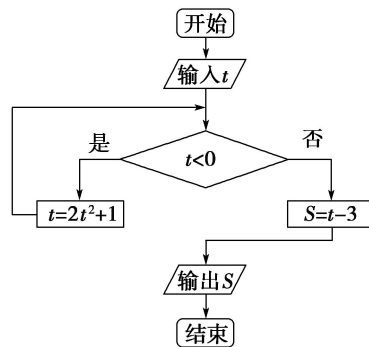 开始
输入t
是
否
t<0
t=2t²+1
S=t-3
输出S
结束